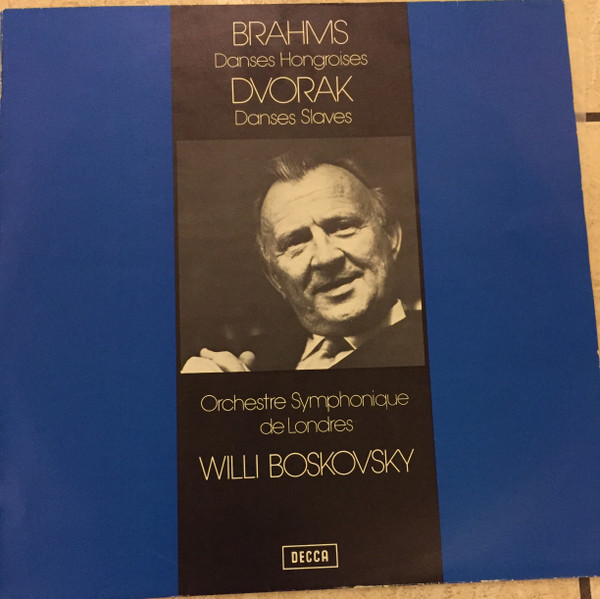 BRAHMS
Danses Hongroises
DVORAK
Danses Slaves
Orchestre Symphonique
de Londres
WILLI BOSKOVSKY
DECCA